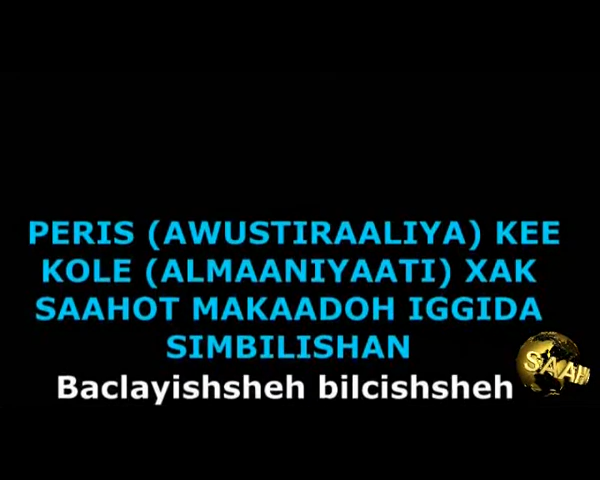 PERIS (AWUSTIRAALIYA) KEE
KOLE (ALMAANIYAATI) XAK
SAAHOT MAKAADOH IGGIDA
SIMBILISHAN
Baclayishsheh bilcishsheh